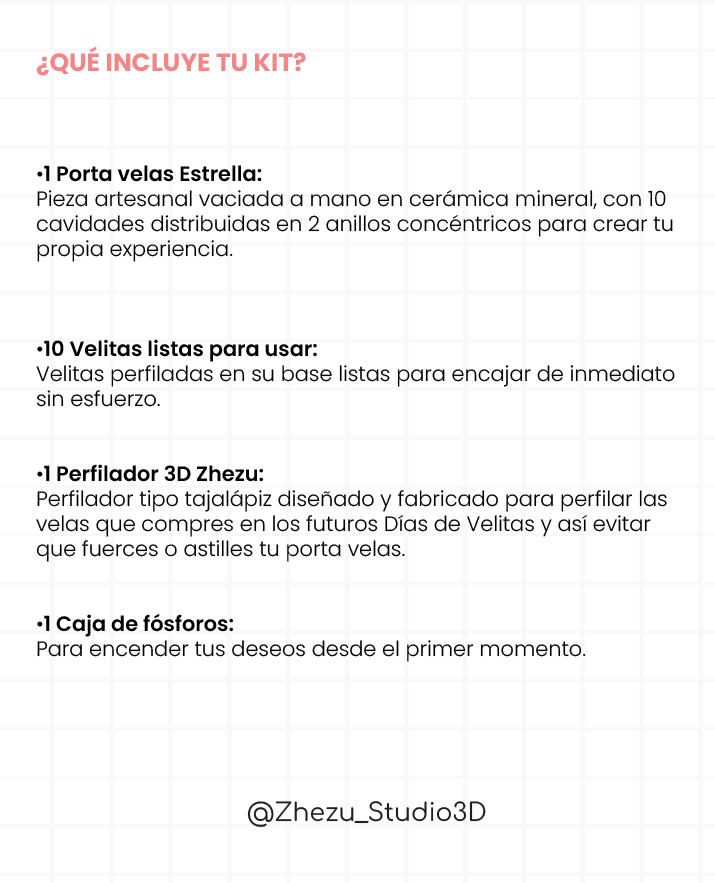 ¿QUÉ INCLUYE TU KIT?
•1 Porta velas Estrella:
Pieza artesanal vaciada a mano en cerámica mineral, con 10
cavidades distribuidas en 2 anillos concéntricos para crear tu
propia experiencia.
•10 Velitas listas para usar:
Velitas perfiladas en su base listas para encajar de inmediato
sin esfuerzo.
•1 Perfilador 3D Zhezu:
Perfilador tipo tajalápiz diseñado y fabricado para perfilar las
velas que compres en los futuros Días de Velitas y así evitar
que fuerces o astilles tu porta velas.
•1 Caja de fósforos:
Para encender tus deseos desde el primer momento.
@Zhezu_Studio3D